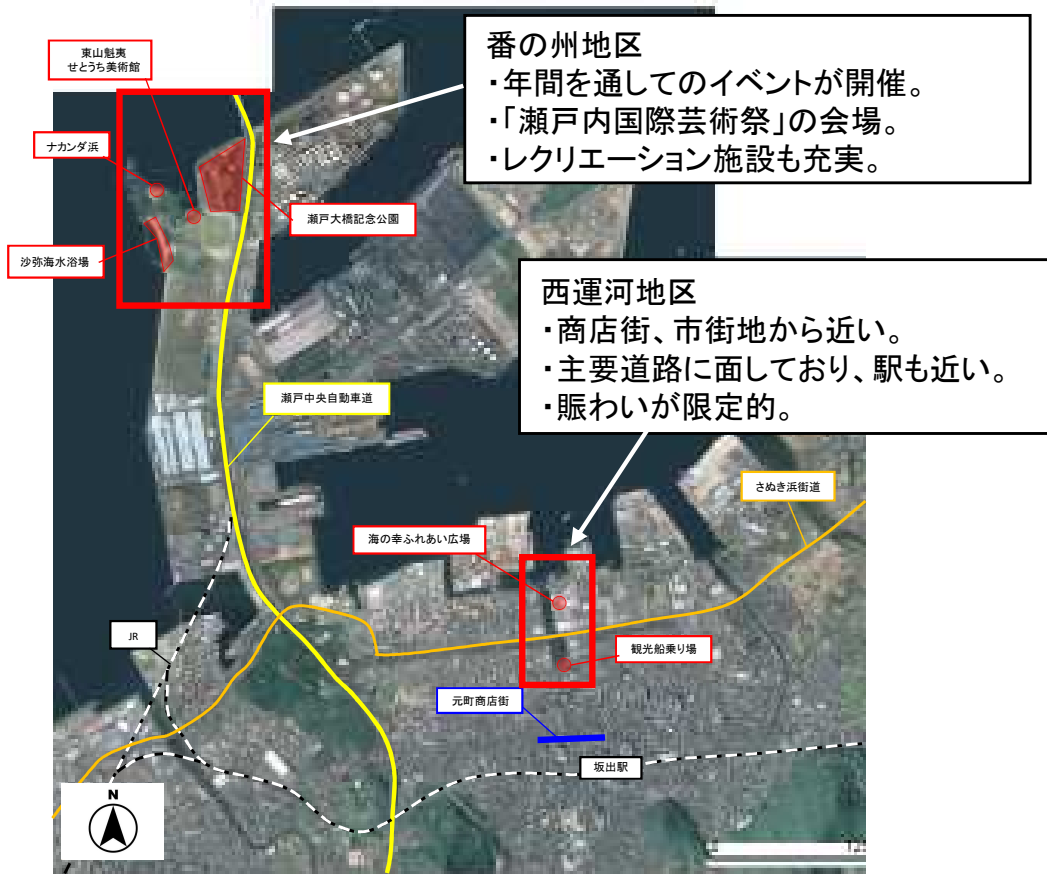 番の州地区
・年間を通してのイベントが開催。
・「瀬戸内国際芸術祭」の会場。
・レクリエーション施設も充実。
東山魁夷
せとうち美術館
ナカンダ浜
瀬戸大橋記念公園
沙弥海水浴場
西運河地区
・商店街、市街地から近い。
・主要道路に面しており、駅も近い。
・賑わいが限定的。
瀬戸中央自動車道
さぬき浜街道
海の幸ふれあい広場
JR
観光船乗り場
元町商店街
坂出駅
N